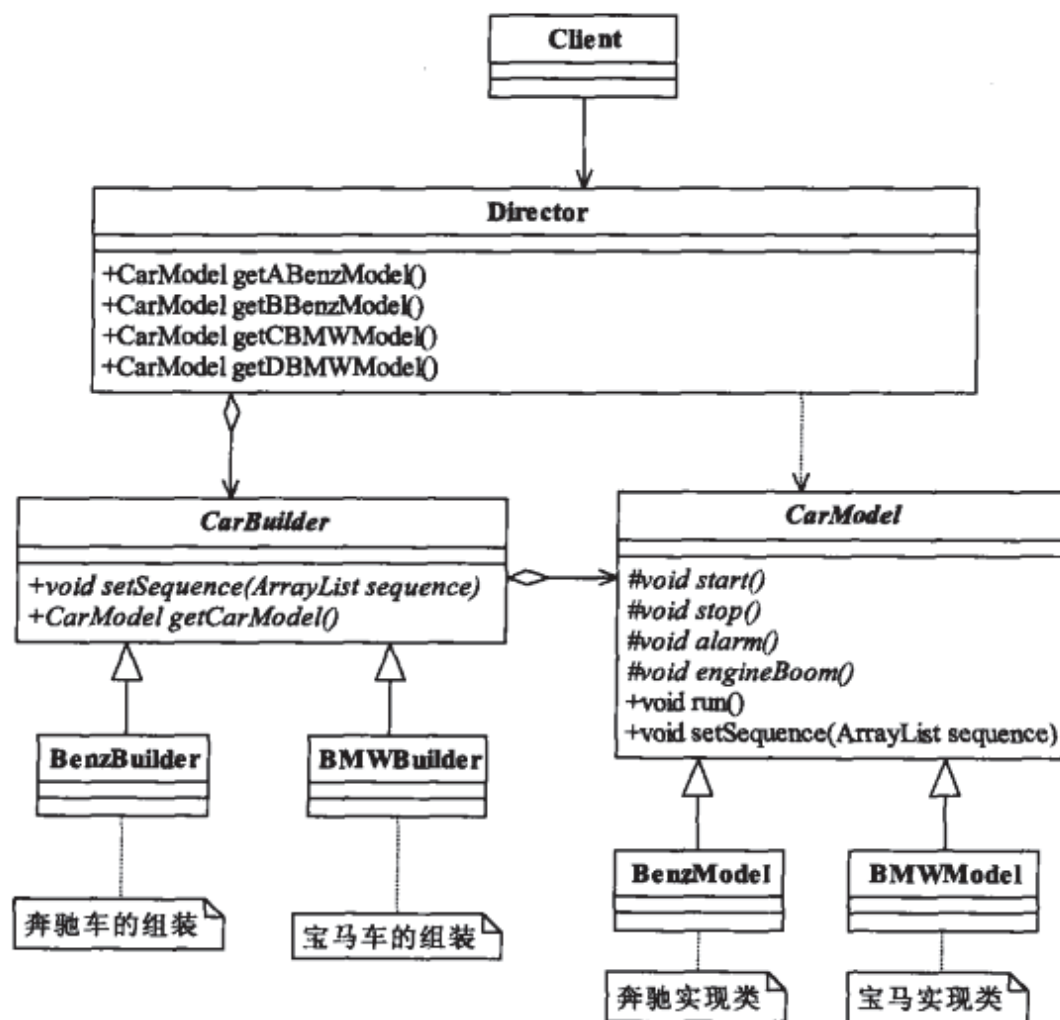 Client
Director
+CarModel getABenzModel()
+CarModel getBBenzModel()
+CarModel getCBMWModel()
+CarModel getDBMWModel()
CarBuilder
+void setSequence(ArrayList sequence)
+CarModel getCarModel()
CarModel
#void start()
#void stop()
#void alarm()
#void engineBoom()
+void run()
+void setSequence(ArrayList sequence)
BenzBuilder
BMWBuilder
BenzModel
BMWModel
奔驰车的组装
宝马车的组装
奔驰实现类
宝马实现类